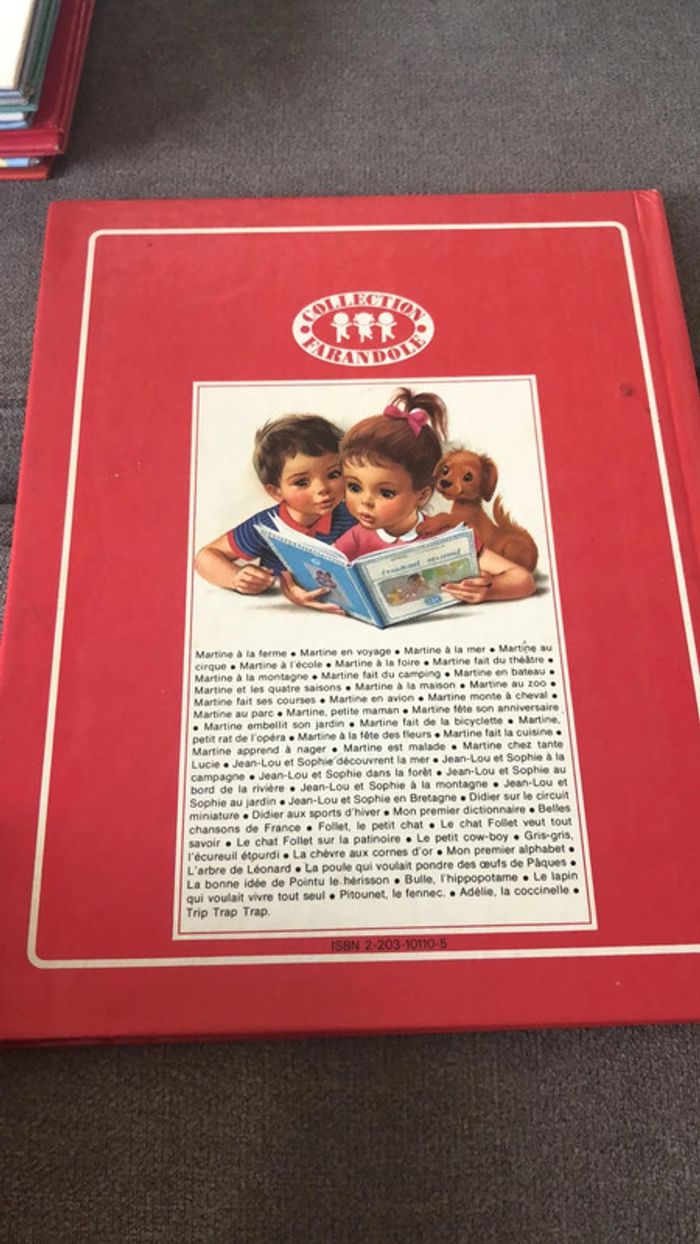 COLLECTION
FARANDOLE
Martine à la ferme • Martine en voyage • Martine à la mer • Martine au
cirque • Martine à l'école • Martine à la foire • Martine fait du théâtre •
Martine à la montagne • Martine fait du camping • Martine en bateau •
Martine et les quatre saisons • Martine à la maison • Martine au zoo •
Martine fait ses courses • Martine en avion • Martine monte à cheval •
Martine au parc • Martine, petite maman • Martine fête son anniversaire
• Martine embellit son jardin • Martine fait de la bicyclette • Martine,
petit rat de l'opéra • Martine à la fête des fleurs • Martine fait la cuisine •
Martine apprend à nager • Martine est malade • Martine chez tante
Lucie • Jean-Lou et Sophie découvrent la mer • Jean-Lou et Sophie à la
campagne • Jean-Lou et Sophie dans la forêt • Jean-Lou et Sophie au
bord de la rivière • Jean-Lou et Sophie à la montagne • Jean-Lou et
Sophie au jardin • Jean-Lou et Sophie en Bretagne • Didier sur le circuit
miniature • Didier aux sports d'hiver • Mon premier dictionnaire • Belles
chansons de France • Follet, le petit chat • Le chat Follet veut tout
savoir • Le chat Follet sur la patinoire • Le petit cow-boy • Gris-gris,
l'écureuil étourdi • La chèvre aux cornes d'or • Mon premier alphabet •
L'arbre de Léonard • La poule qui voulait pondre des œufs de Pâques •
La bonne idée de Pointu le hérisson • Bulle, l'hippopotame • Le lapin
qui voulait vivre tout seul • Pitounet, le fennec. • Adélie, la coccinelle •
Trip Trap Trap.
ISBN 2-203-10110-5